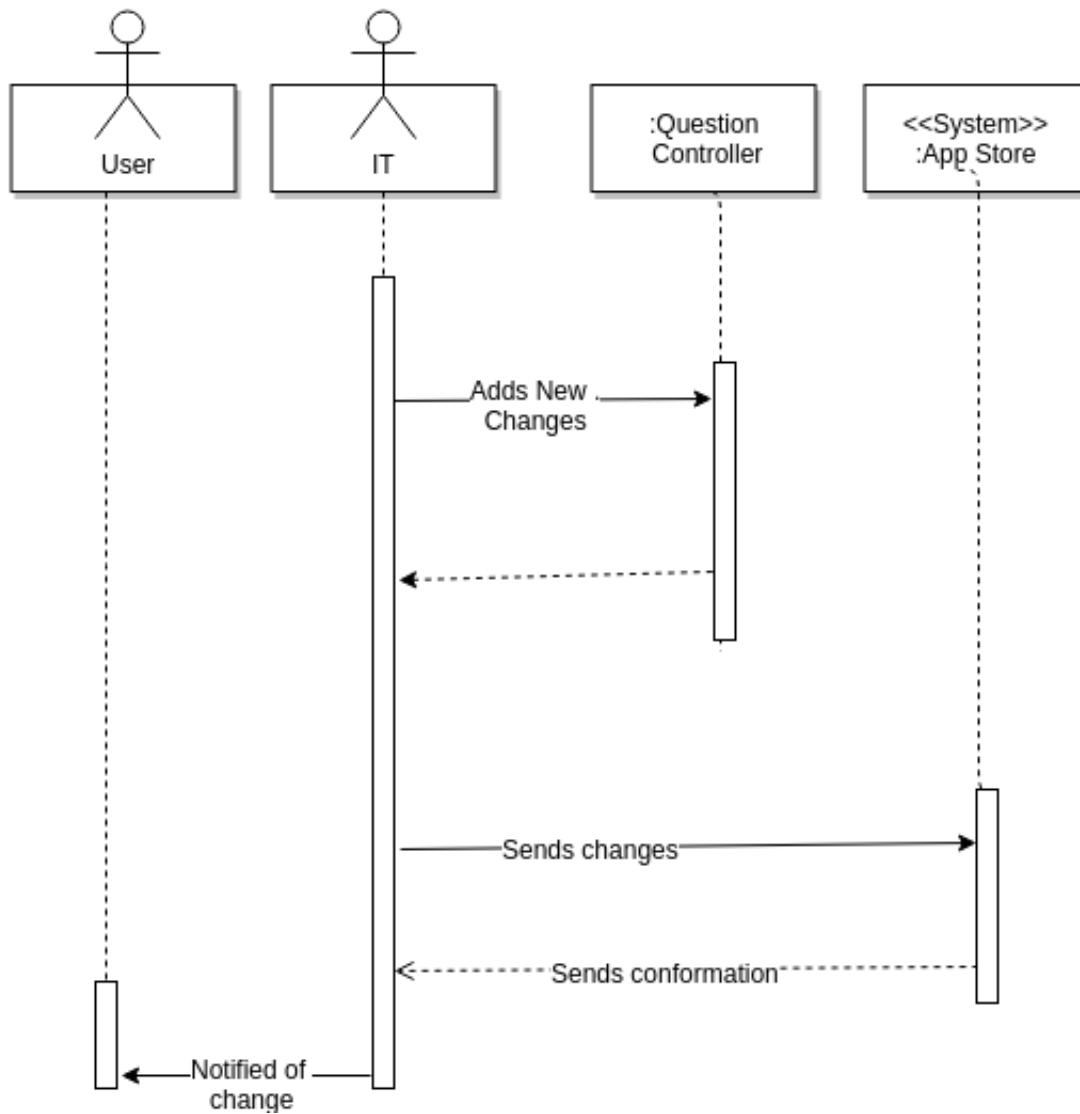 User
IT
:Question
Controller
<<System>>
:App Store
Adds New
Changes
Sends changes
Sends conformation
Notified of
change